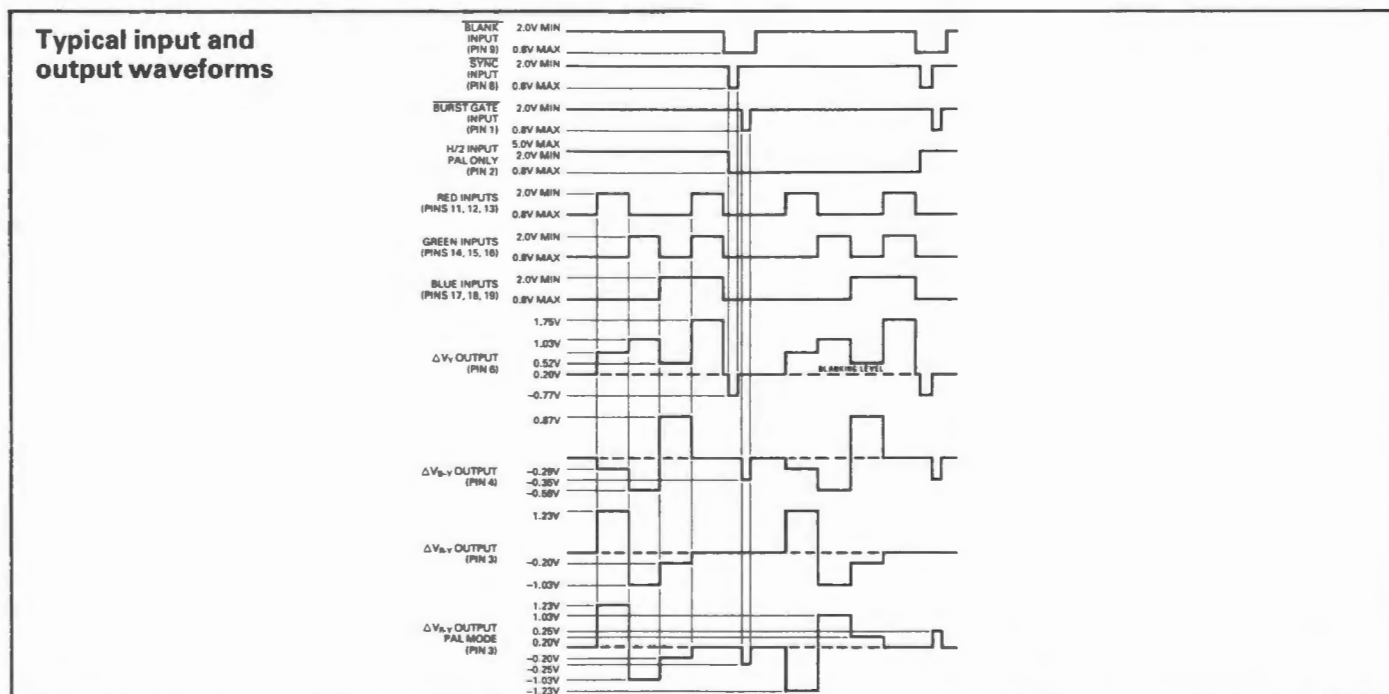 Typical input and
output waveforms
BLANK
INPUT
(PIN 9)
2.0V MIN
0.8V MAX
SYNC
INPUT
(PIN 8)
2.0V MIN
0.8V MAX
BURST GATE
INPUT
(PIN 1)
2.0V MIN
0.8V MAX
H/2 INPUT
PAL ONLY
(PIN 2)
5.0V MAX
2.0V MIN
0.8V MAX
RED INPUTS
(PINS 11, 12, 13)
2.0V MIN
0.8V MAX
GREEN INPUTS
(PINS 14, 15, 16)
2.0V MIN
0.8V MAX
BLUE INPUTS
(PINS 17, 18, 19)
2.0V MIN
0.8V MAX
ΔVY OUTPUT
(PIN 6)
1.75V
1.03V
0.52V
0.20V
-0.77V
BLANKING LEVEL
ΔVB-Y OUTPUT
(PIN 4)
0.87V
-0.29V
-0.35V
-0.58V
ΔVR-Y OUTPUT
(PIN 3)
1.23V
-0.20V
-1.03V
ΔVR-Y OUTPUT
PAL MODE
(PIN 3)
1.23V
1.03V
0.25V
0.20V
-0.20V
-0.25V
-1.03V
-1.23V